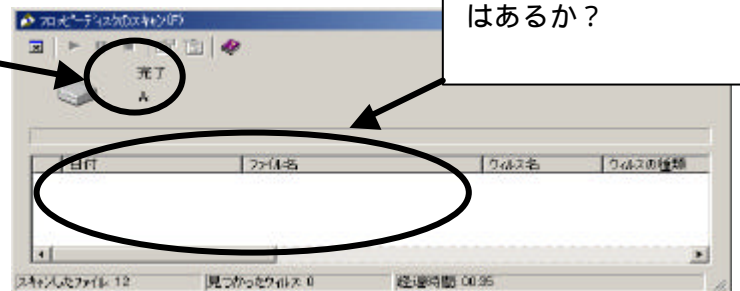 はあるか？
フロッピーディスクのスキャン(F)
完了
A:
日付 ファイル名 ウィルス名 ウィルスの種類
スキャンしたファイル: 12 見つかったウィルス: 0 経過時間: 00:35